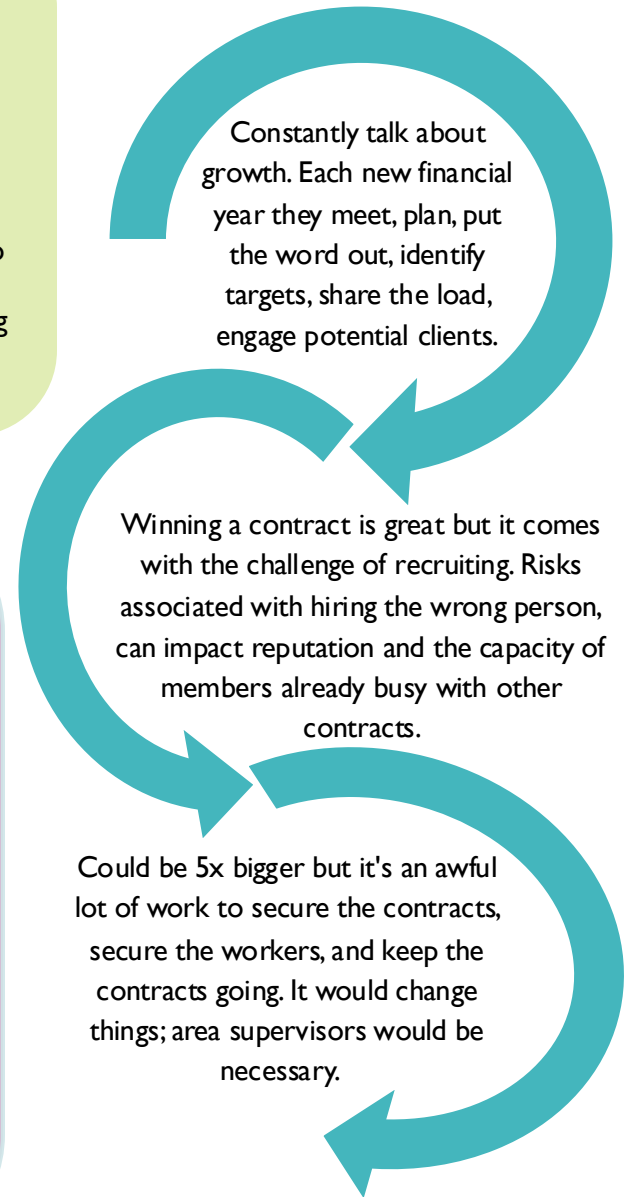 Constantly talk about
growth. Each new financial
year they meet, plan, put
the word out, identify
targets, share the load,
engage potential clients.
Winning a contract is great but it comes
with the challenge of recruiting. Risks
associated with hiring the wrong person,
can impact reputation and the capacity of
members already busy with other
contracts.
Could be 5x bigger but it's an awful
lot of work to secure the contracts,
secure the workers, and keep the
contracts going. It would change
things; area supervisors would be
necessary.